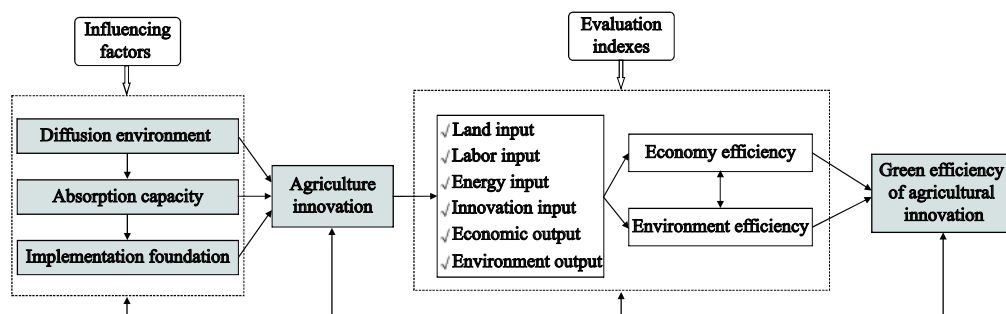 Influencing
factors
Evaluation
indexes
Diffusion environment
Absorption capacity
Implementation foundation
Agriculture
innovation
√Land input
√Labor input
√Energy input
√Innovation input
√Economic output
√Environment output
Economy efficiency
Environment efficiency
Green efficiency
of agricultural
innovation